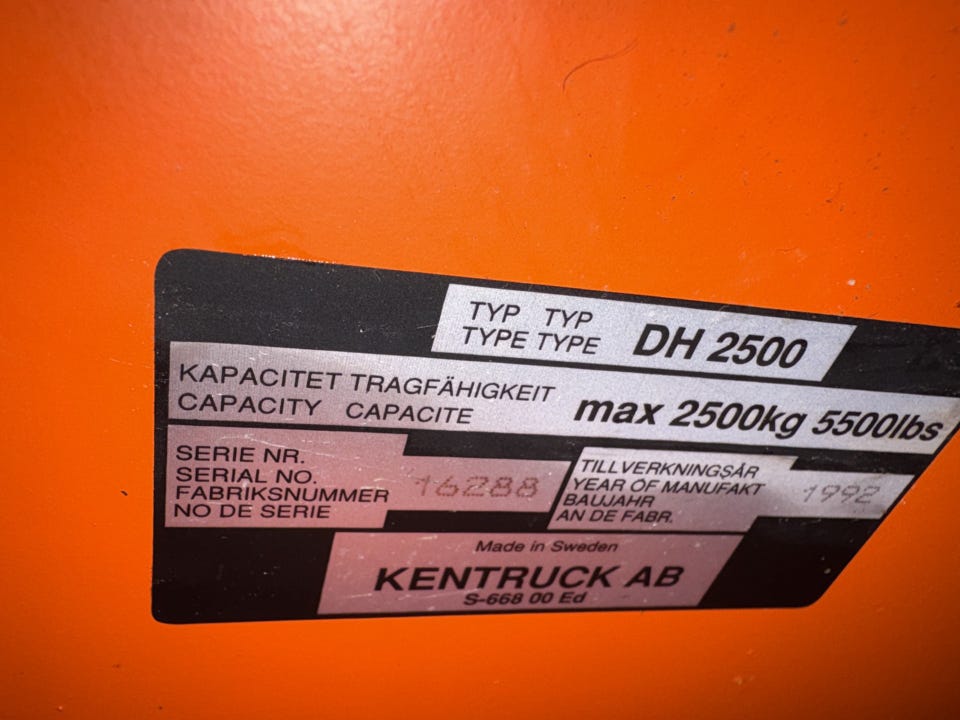 TYP TYP
TYPE TYPE
DH 2500
KAPACITET TRAGFÄHIGKEIT
CAPACITY CAPACITE
max 2500kg 5500lbs
SERIE NR.
SERIAL NO.
FABRIKSNUMMER
NO DE SERIE
16288
TILLVERKNINGSÅR
YEAR OF MANUFAKT
BAUJAHR
AN DE FABR.
1992
Made in Sweden
KENTRUCK AB
S-668 00 Ed